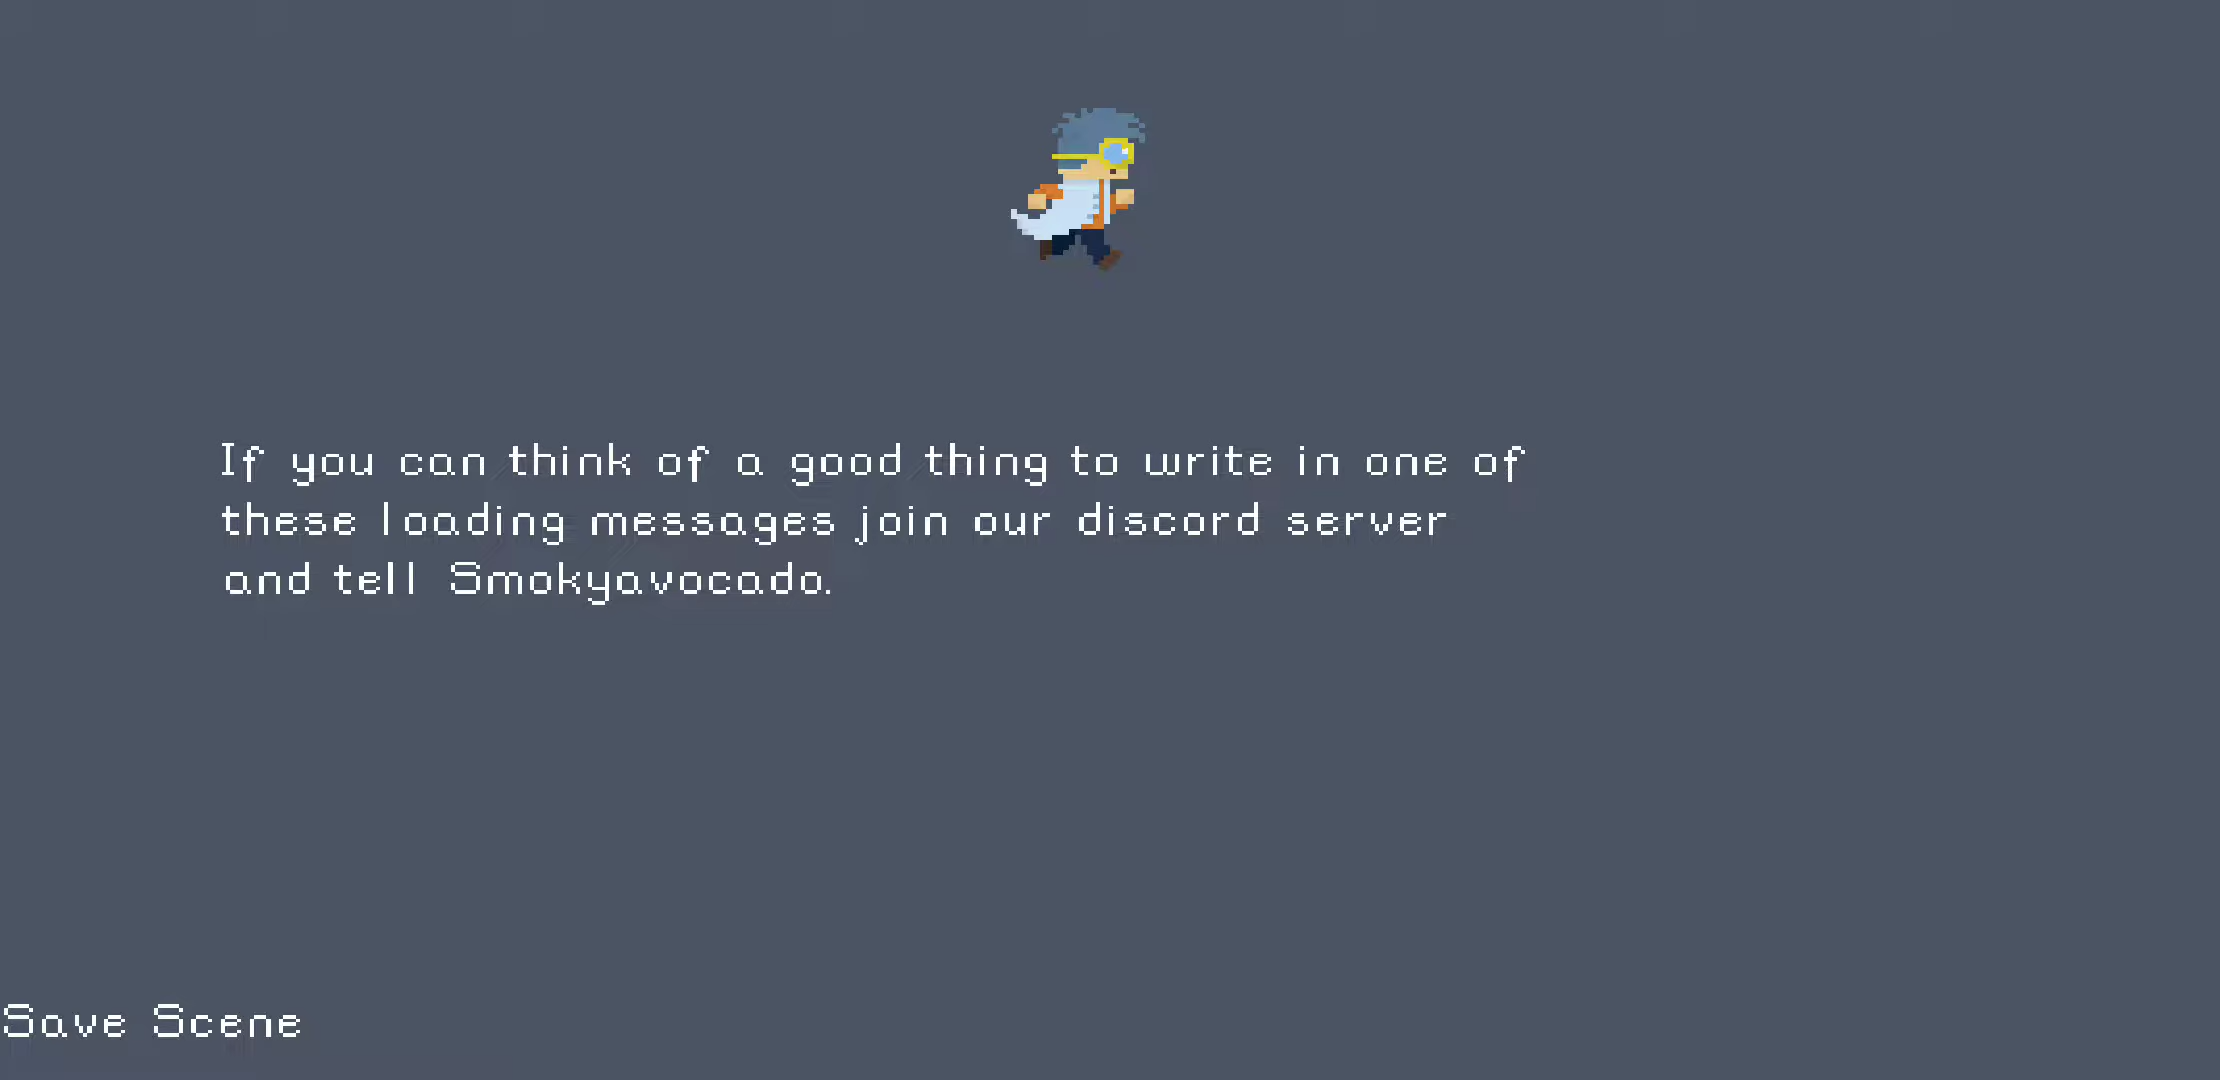 If you can think of a good thing to write in one of
these loading messages join our discord server
and tell Smokyavocado.
Save Scene